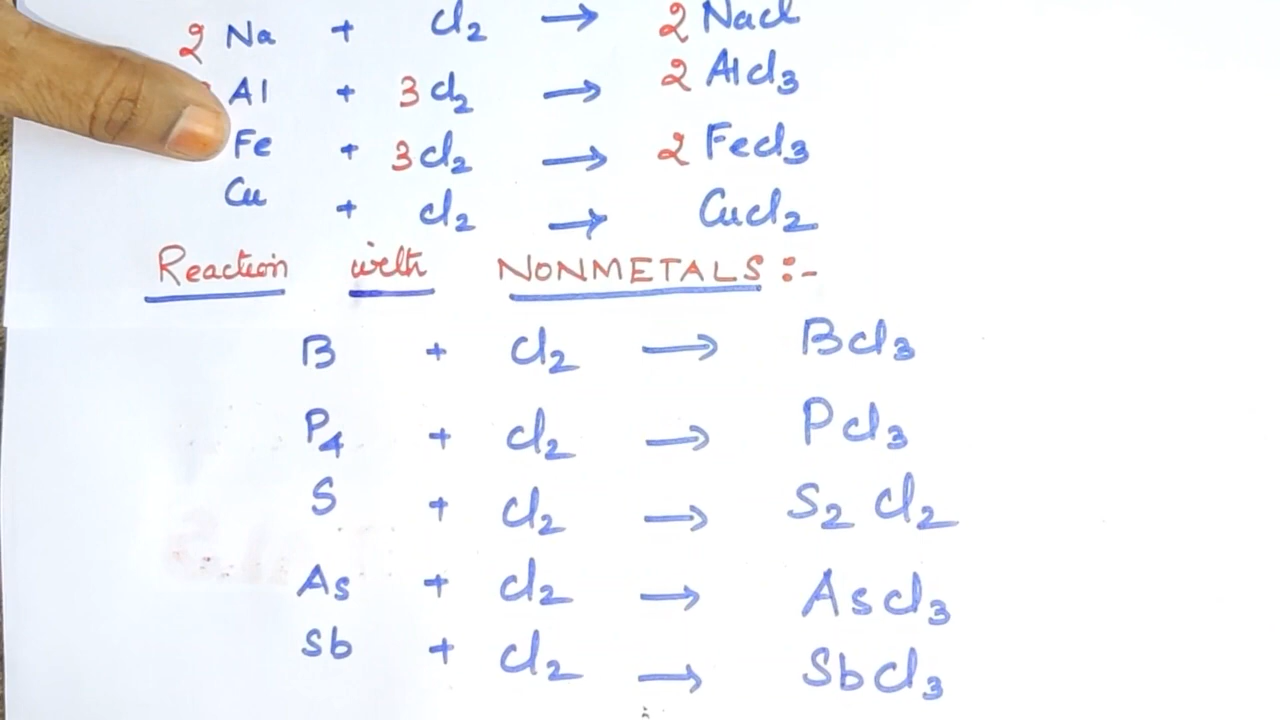 2 Na + Cl2 → 2 NaCl
Al + 3 Cl2 → 2 AlCl3
Fe + 3 Cl2 → 2 FeCl3
Cu + Cl2 → CuCl2
Reaction with NONMETALS :-
B + Cl2 → BCl3
P4 + Cl2 → PCl3
S + Cl2 → S2 Cl2
As + Cl2 → AsCl3
Sb + Cl2 → SbCl3